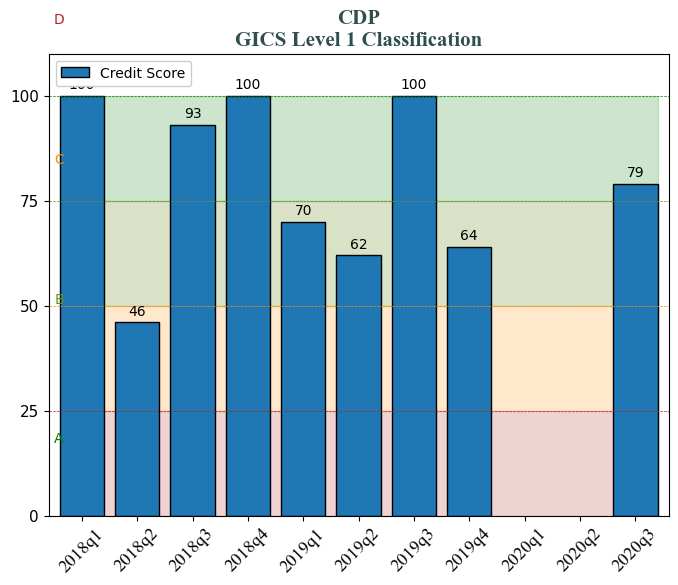 D
CDP
GICS Level 1 Classification
Credit Score
100
46
93
100
70
62
100
64
79
100
75
50
25
0
C
B
A
2018q1
2018q2
2018q3
2018q4
2019q1
2019q2
2019q3
2019q4
2020q1
2020q2
2020q3